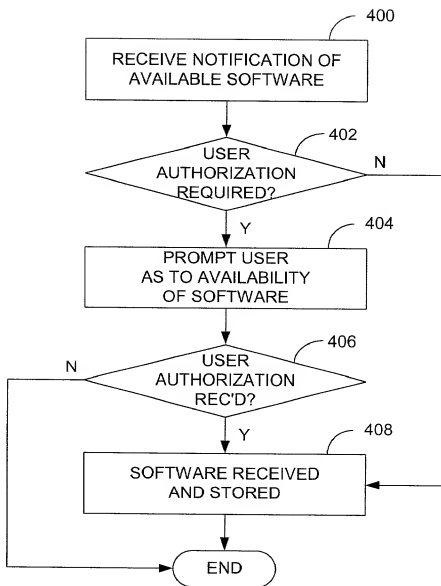 400
RECEIVE NOTIFICATION OF
AVAILABLE SOFTWARE
402
USER
AUTHORIZATION
REQUIRED?
N
Y
404
PROMPT USER
AS TO AVAILABILITY
OF SOFTWARE
406
N
USER
AUTHORIZATION
REC'D?
Y
408
SOFTWARE RECEIVED
AND STORED
END